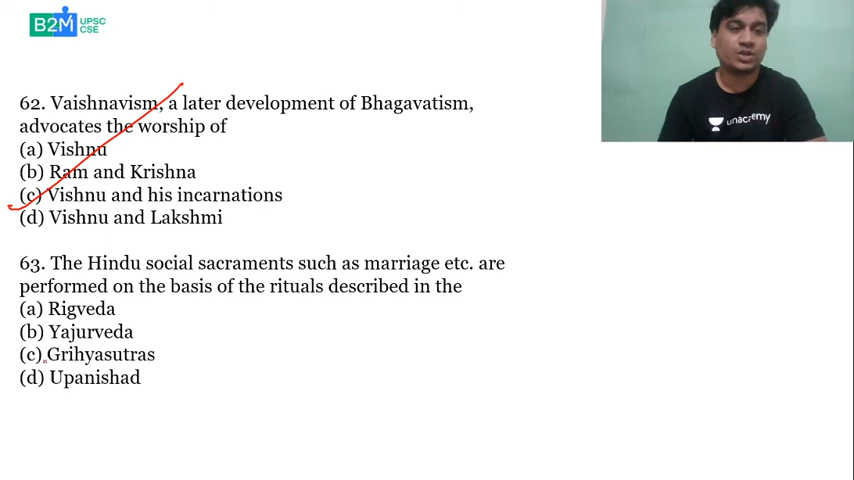 B2M UPSC
CSE
unacademy
62. Vaishnavism, a later development of Bhagavatism,
advocates the worship of
(a) Vishnu
(b) Ram and Krishna
(c) Vishnu and his incarnations
(d) Vishnu and Lakshmi
63. The Hindu social sacraments such as marriage etc. are
performed on the basis of the rituals described in the
(a) Rigveda
(b) Yajurveda
(c) Grihyasutras
(d) Upanishad